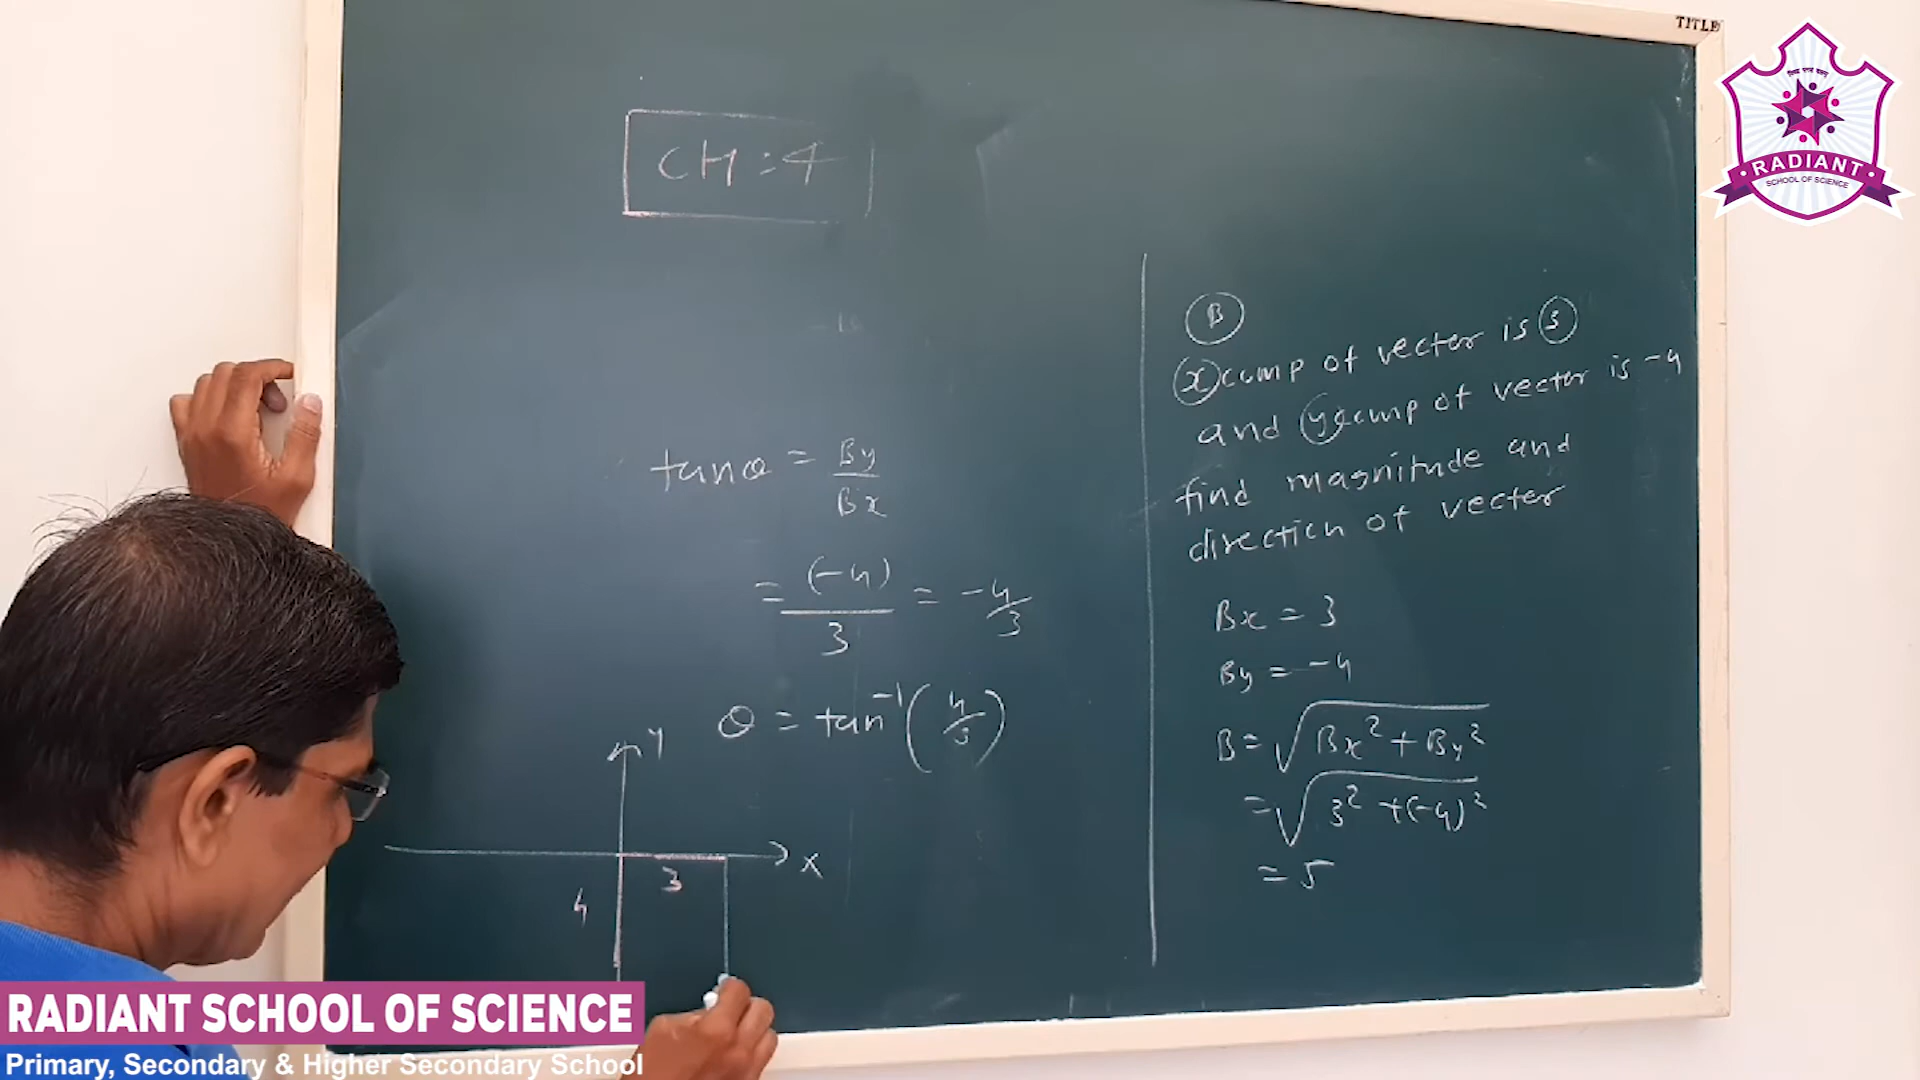 TITLE
RADIANT
SCHOOL OF SCIENCE
CH:4
tanθ = By
Bx
= (-4) = -4/3
3
θ = tan⁻¹(4/3)
y
x
3
4
B
x comp of vector is 3
and y comp of vector is -4
find magnitude and
direction of vector
Bx = 3
By = -4
B = √Bx² + By²
= √3² + (-4)²
= 5
RADIANT SCHOOL OF SCIENCE
Primary, Secondary & Higher Secondary School